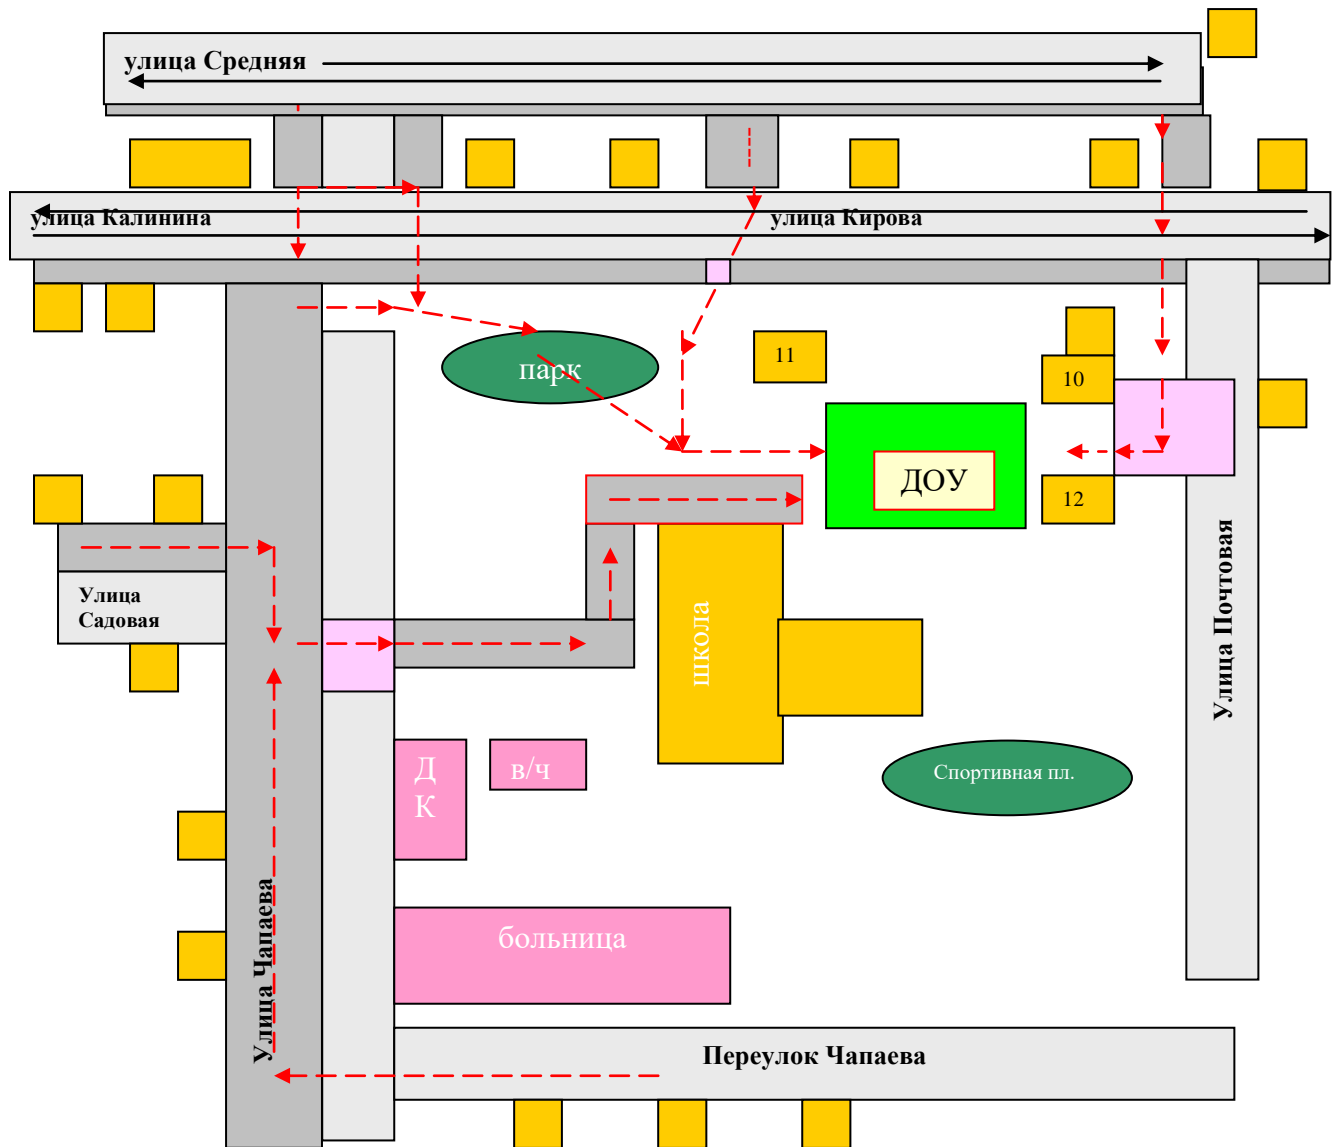 улица Средняя
улица Калинина
улица Кирова
11
парк
10
ДОУ
12
Улица
Садовая
школа
Улица Почтовая
Д
К
в/ч
Спортивная пл.
Улица Чапаева
больница
Переулок Чапаева